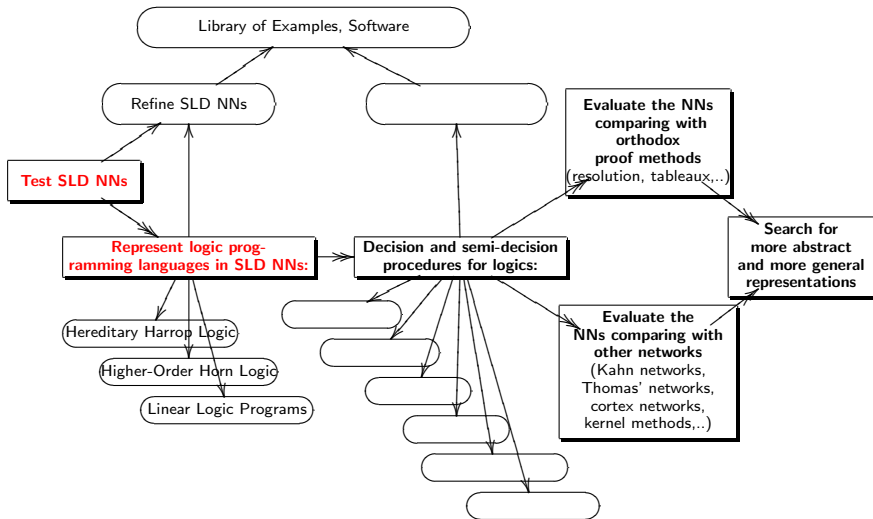 Library of Examples, Software
Refine SLD NNs
Evaluate the NNs
comparing with
orthodox
proof methods
(resolution, tableaux,..)
Test SLD NNs
Represent logic prog-
ramming languages in SLD NNs:
Decision and semi-decision
procedures for logics:
Search for
more abstract
and more general
representations
Hereditary Harrop Logic
Higher-Order Horn Logic
Linear Logic Programs
Evaluate the
NNs comparing with
other networks
(Kahn networks,
Thomas' networks,
cortex networks,
kernel methods,..)